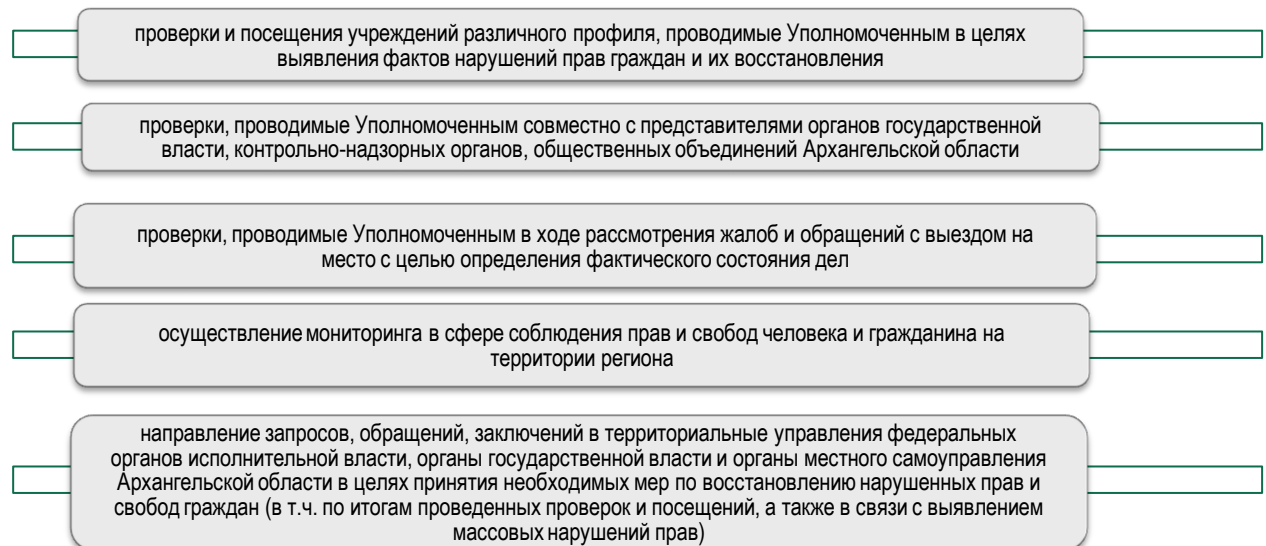 проверки и посещения учреждений различного профиля, проводимые Уполномоченным в целях
выявления фактов нарушений прав граждан и их восстановления
проверки, проводимые Уполномоченным совместно с представителями органов государственной
власти, контрольно-надзорных органов, общественных объединений Архангельской области
проверки, проводимые Уполномоченным в ходе рассмотрения жалоб и обращений с выездом на
место с целью определения фактического состояния дел
осуществление мониторинга в сфере соблюдения прав и свобод человека и гражданина на
территории региона
направление запросов, обращений, заключений в территориальные управления федеральных
органов исполнительной власти, органы государственной власти и органы местного самоуправления
Архангельской области в целях принятия необходимых мер по восстановлению нарушенных прав и
свобод граждан (в т.ч. по итогам проведенных проверок и посещений, а также в связи с выявлением
массовых нарушений прав)